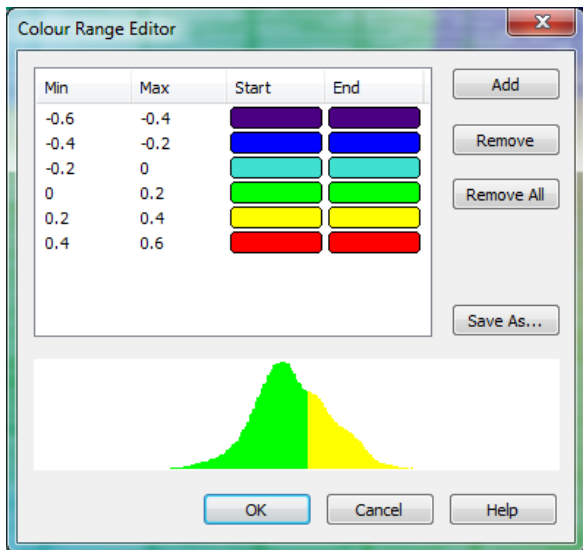 Colour Range Editor
Min Max Start End
-0.6 -0.4
-0.4 -0.2
-0.2 0
0 0.2
0.2 0.4
0.4 0.6
Add
Remove
Remove All
Save As...
OK Cancel Help